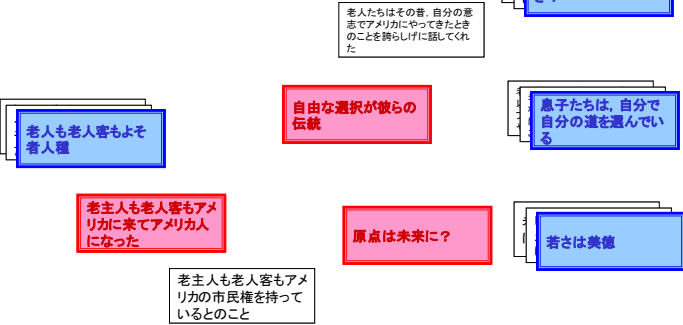 老人たちはその昔，自分の意
志でアメリカにやってきたとき
のことを誇らしげに話してくれ
た
自由な選択が彼らの
伝統
息子たちは，自分で
自分の道を選んでい
る
老人も老人客もよそ
者人種
老主人も老人客もアメ
リカに来てアメリカ人
になった
原点は未来に？
若さは美徳
老主人も老人客もアメ
リカの市民権を持って
いるとのこと